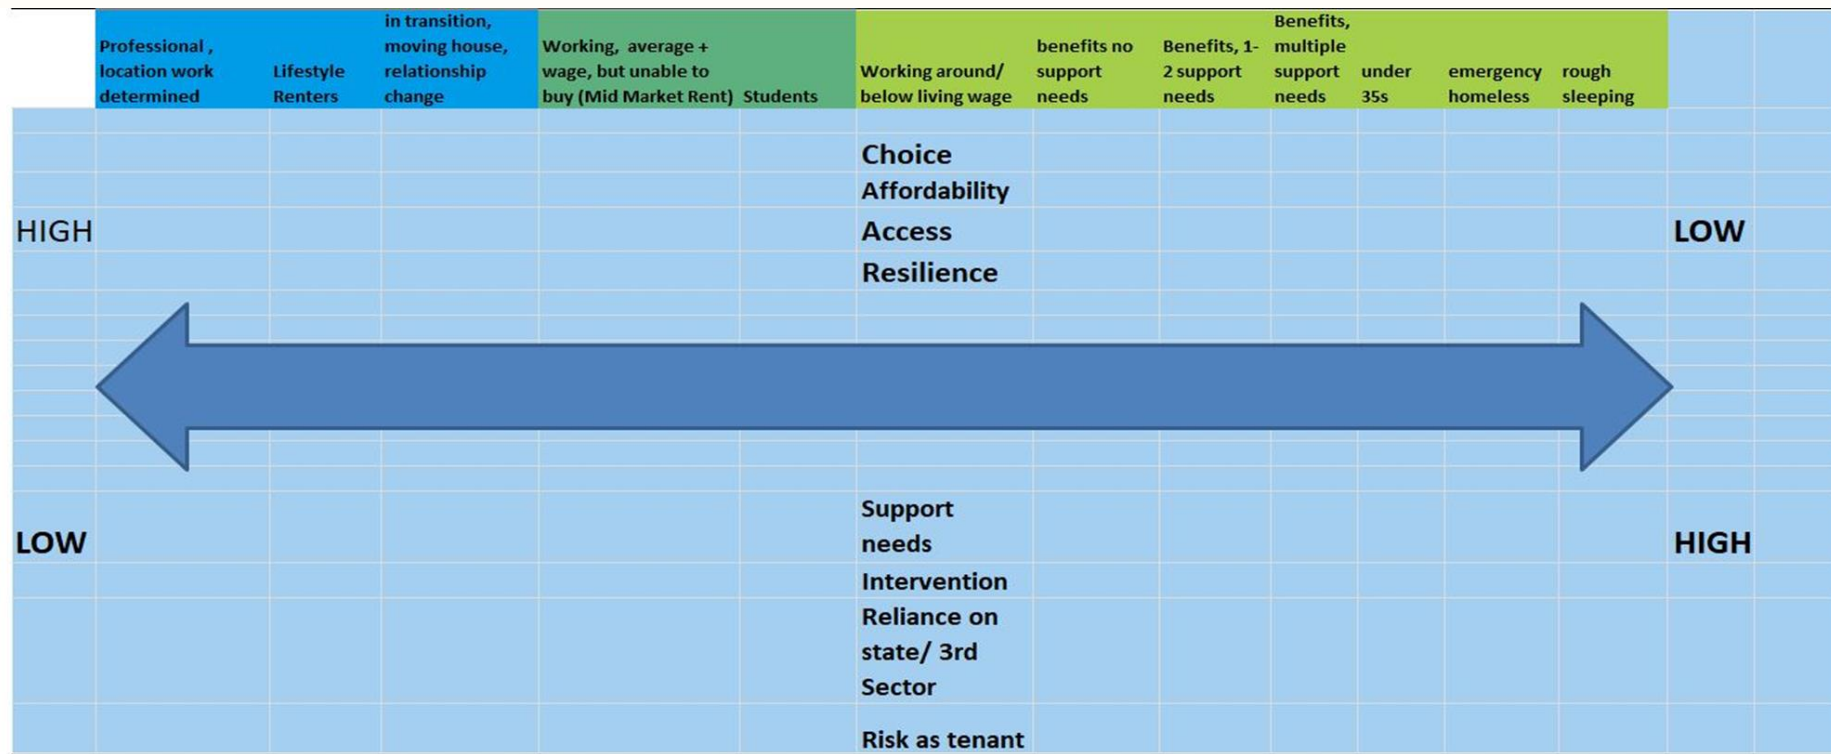 Professional ,
location work
determined
Lifestyle
Renters
in transition,
moving house,
relationship
change
Working, average +
wage, but unable to
buy (Mid Market Rent)
Students
Working around/
below living wage
benefits no
support
needs
Benefits, 1-
2 support
needs
Benefits,
multiple
support
needs
under
35s
emergency
homeless
rough
sleeping
Choice
Affordability
HIGH
Access
LOW
Resilience
Support
needs
LOW
HIGH
Intervention
Reliance on
state/ 3rd
Sector
Risk as tenant